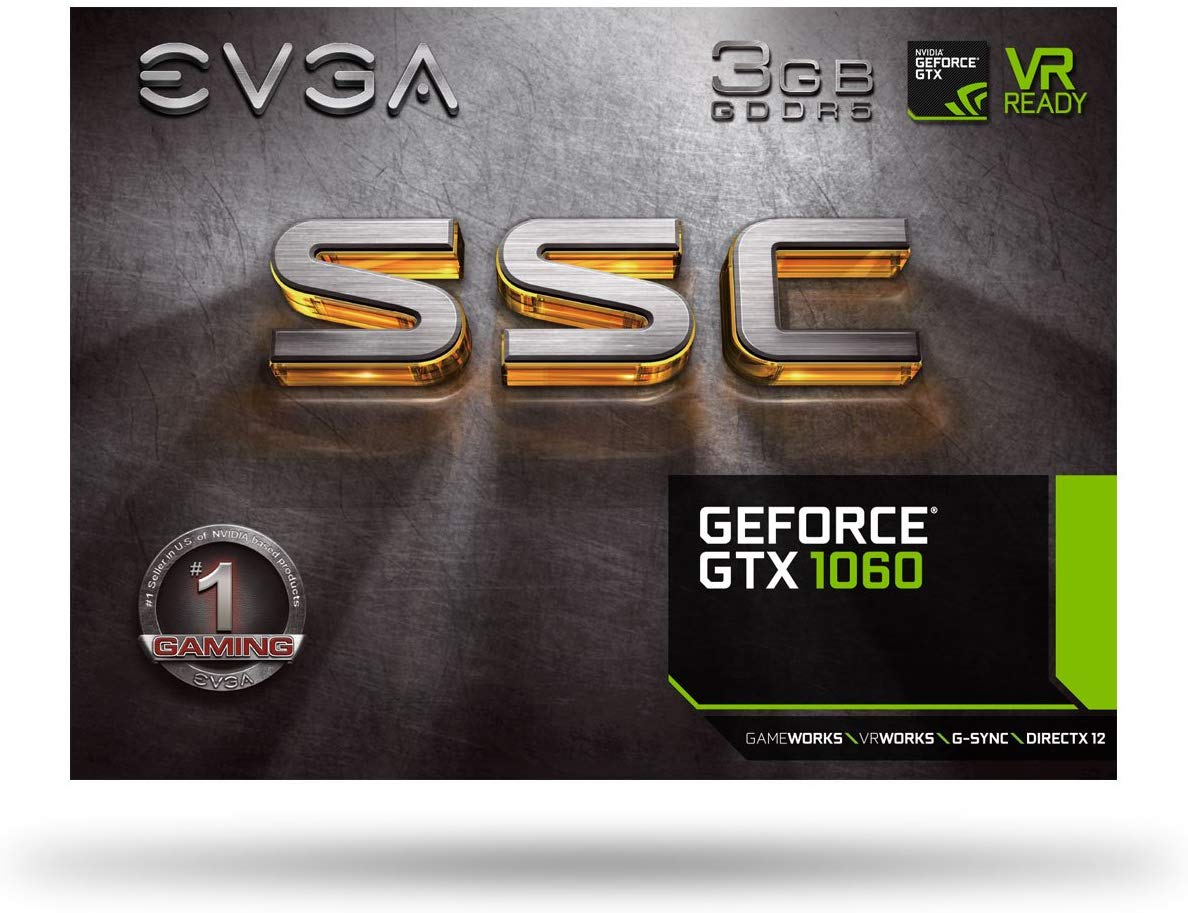 EVGA
3GB
GDDR5
NVIDIA
GEFORCE®
GTX
VR
READY
SSC
GEFORCE®
GTX 1060
#1 Seller in U.S. of NVIDIA based products
#1
GAMING
EVGA
GAMEWORKS \ VRWORKS \ G-SYNC \ DIRECTX 12